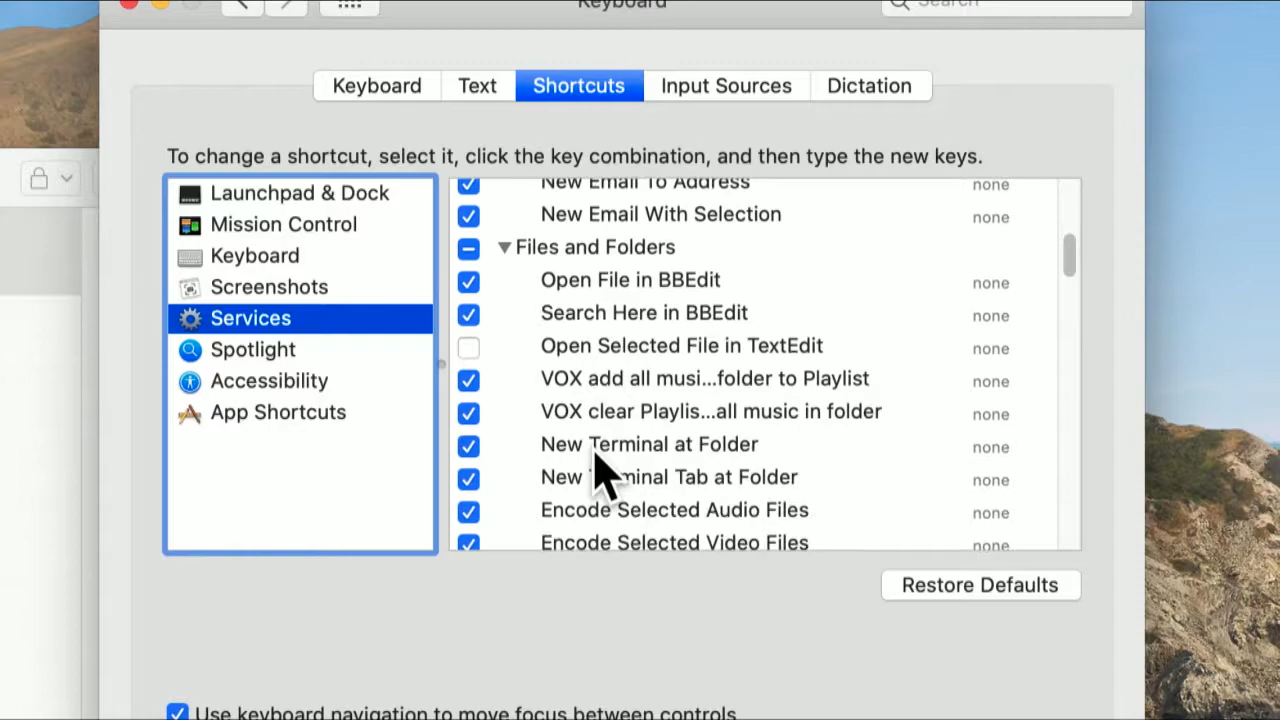 Keyboard
Search
Keyboard
Text
Shortcuts
Input Sources
Dictation
To change a shortcut, select it, click the key combination, and then type the new keys.
Launchpad & Dock
Mission Control
Keyboard
Screenshots
Services
Spotlight
Accessibility
App Shortcuts
New Email To Address none
New Email With Selection none
Files and Folders
Open File in BBEdit none
Search Here in BBEdit none
Open Selected File in TextEdit none
VOX add all musi...folder to Playlist none
VOX clear Playlis...all music in folder none
New Terminal at Folder none
New Terminal Tab at Folder none
Encode Selected Audio Files none
Encode Selected Video Files none
Restore Defaults
Use keyboard navigation to move focus between controls